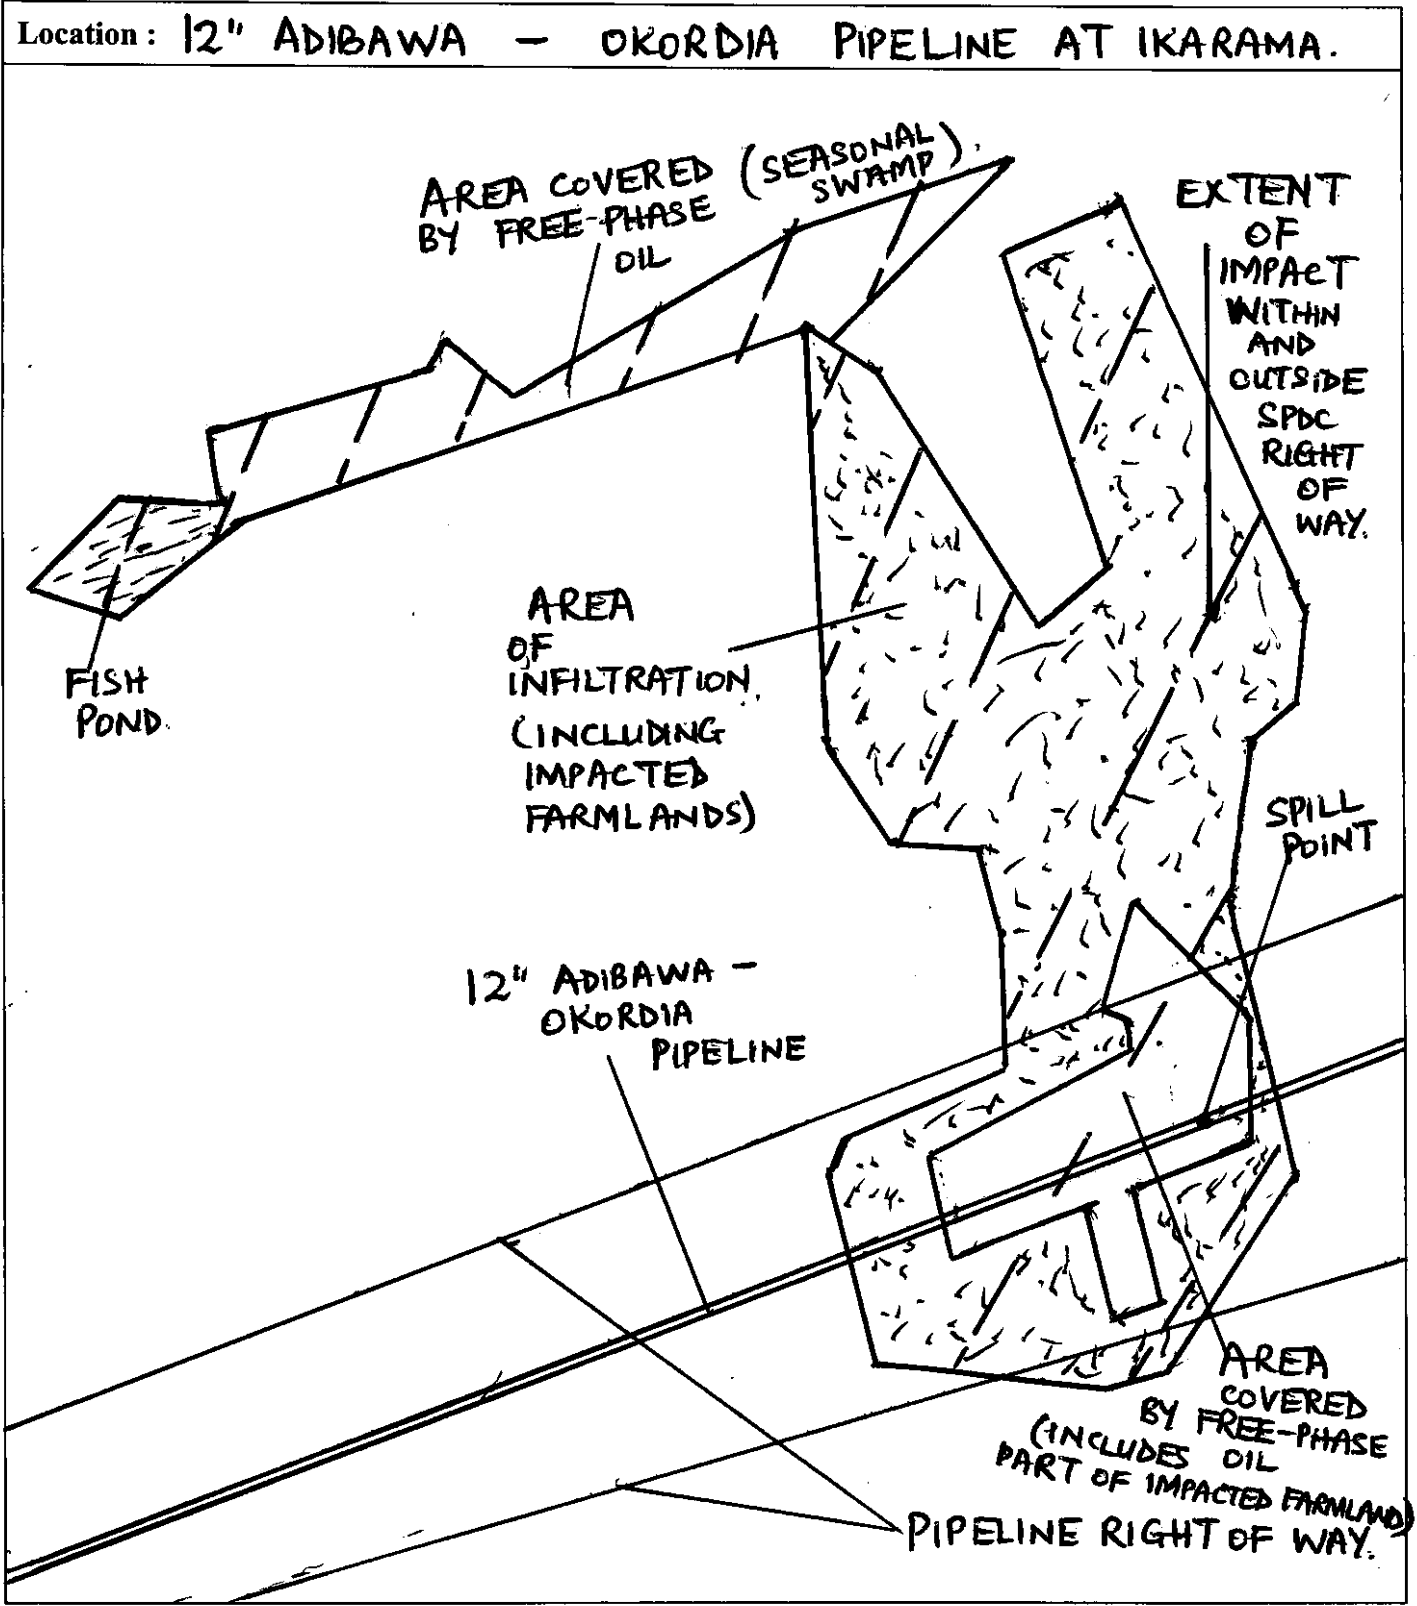 Location : 12" ADIBAWA – OKORDIA PIPELINE AT IKARAMA.
AREA COVERED (SEASONAL
SWAMP).
BY FREE-PHASE
OIL
EXTENT
OF
IMPACT
WITHIN
AND
OUTSIDE
SPDC
RIGHT
OF
WAY.
FISH
POND.
AREA
OF
INFILTRATION.
(INCLUDING
IMPACTED
FARMLANDS)
SPILL
POINT
12" ADIBAWA –
OKORDIA
PIPELINE
AREA
COVERED
BY FREE-PHASE
OIL
(INCLUDES
PART OF IMPACTED FARMLAND)
PIPELINE RIGHT OF WAY.